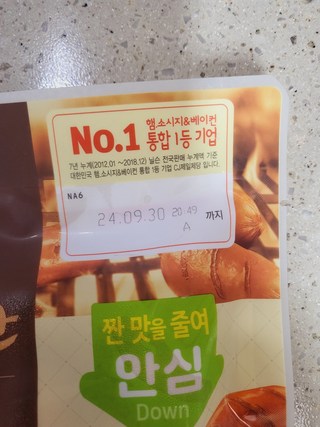 No.1 햄 소시지&베이컨
통합 1등 기업
7년 누계(2012.01 ~2018.12) 닐슨 전국판매 누계액 기준
대한민국 햄,소시지&베이컨 통합 1등 기업 CJ제일제당 입니다.
NA6
24.09.30 20:49 까지
A
짠 맛을 줄여
안심
Down